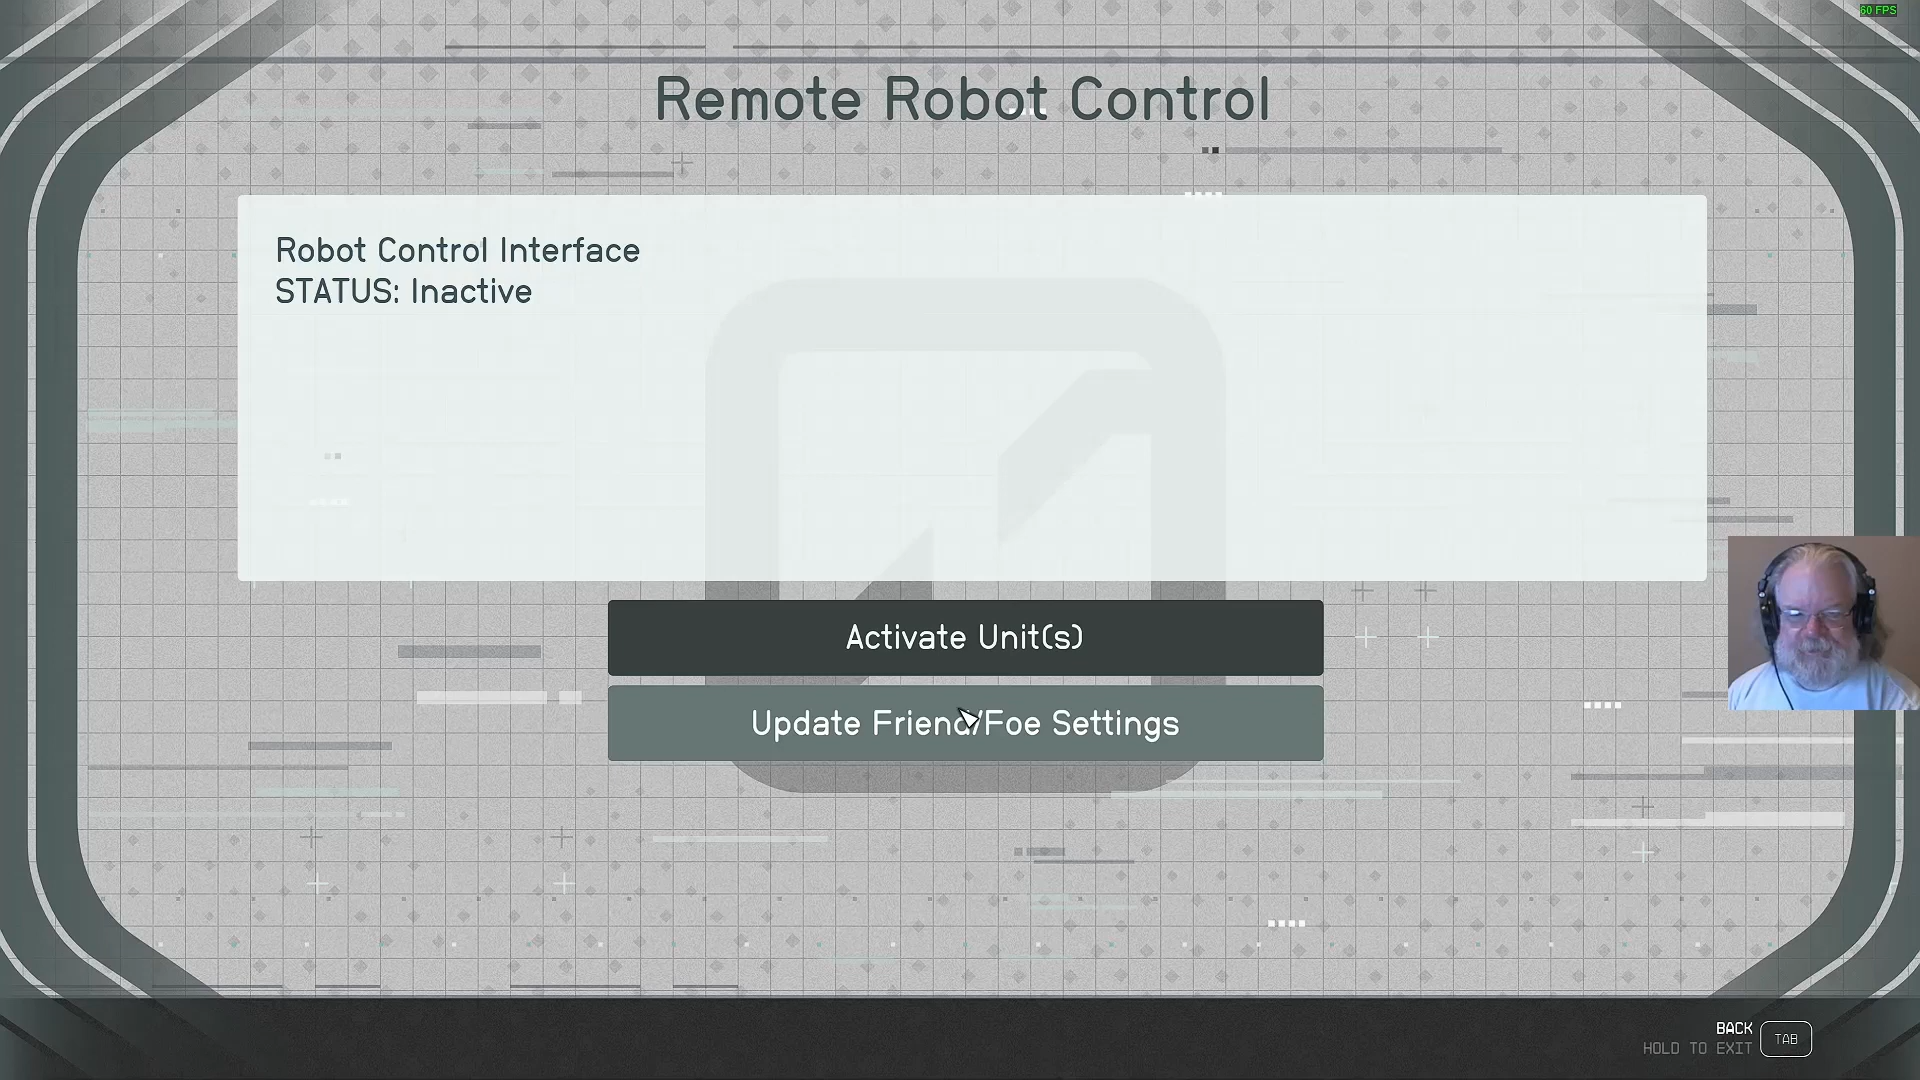 60 FPS
Remote Robot Control
Robot Control Interface
STATUS: Inactive
Activate Unit(s)
Update Friend/Foe Settings
BACK
HOLD TO EXIT
TAB